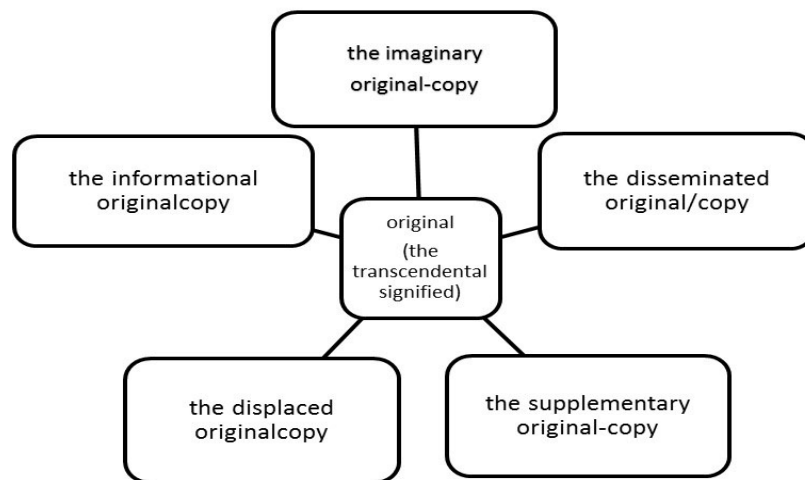 the imaginary
original-copy
the informational
originalcopy
the disseminated
original/copy
original
(the
transcendental
signified)
the displaced
originalcopy
the supplementary
original-copy